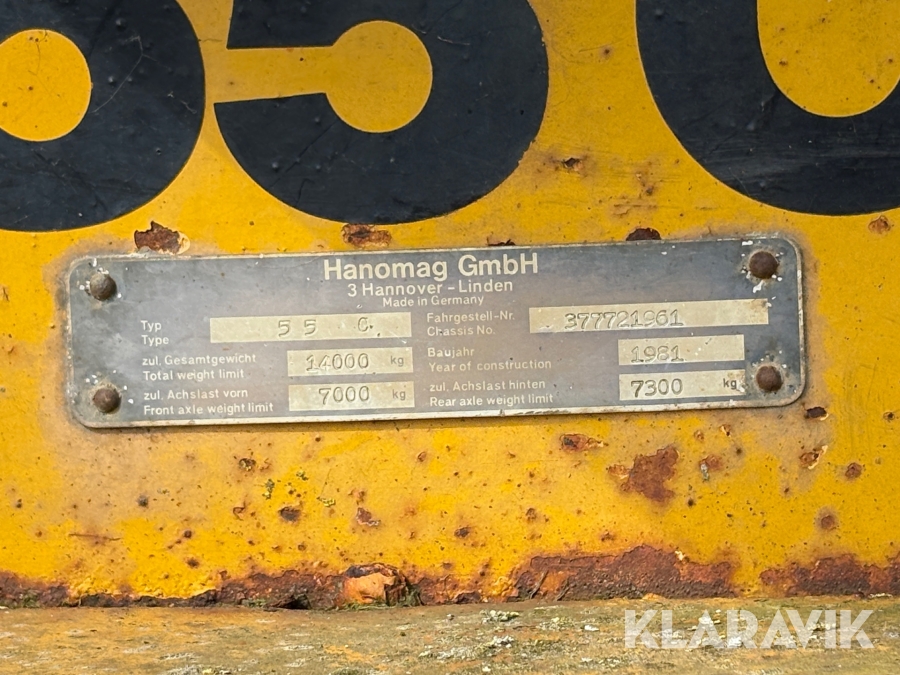 55C
Hanomag GmbH
3 Hannover-Linden
Made in Germany
Typ
Type
55 C
Fahrgestell-Nr.
Chassis No.
377721961
zul. Gesamtgewicht
Total weight limit
14000 kg
Baujahr
Year of construction
1981
zul. Achslast vorn
Front axle weight limit
7000 kg
zul. Achslast hinten
Rear axle weight limit
7300 kg
KLARAVIK